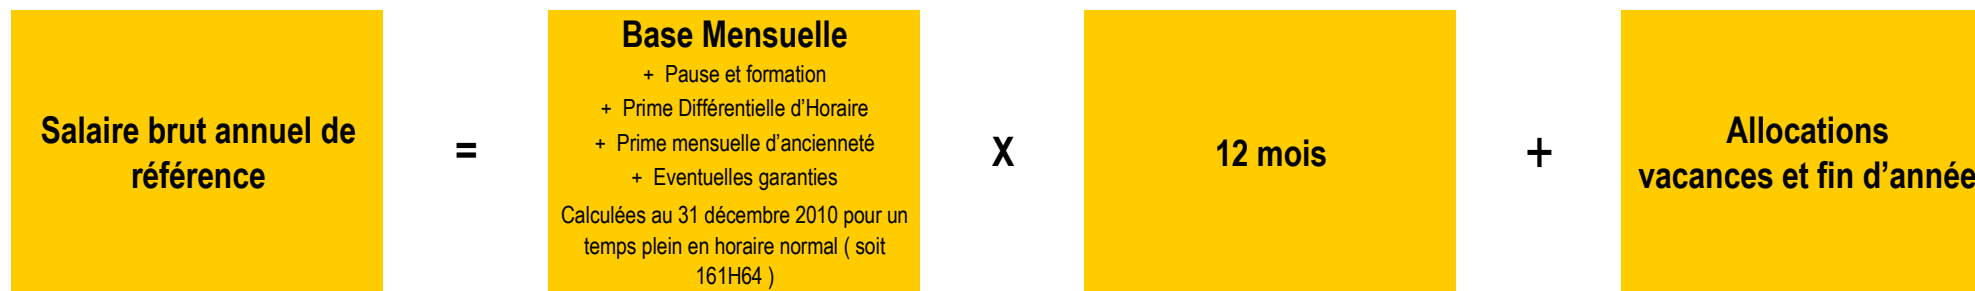 Salaire brut annuel de
référence
=
Base Mensuelle
+ Pause et formation
+ Prime Différentielle d’Horaire
+ Prime mensuelle d’ancienneté
+ Eventuelles garanties
Calculées au 31 décembre 2010 pour un
temps plein en horaire normal ( soit
161H64 )
X
12 mois
+
Allocations
vacances et fin d’année